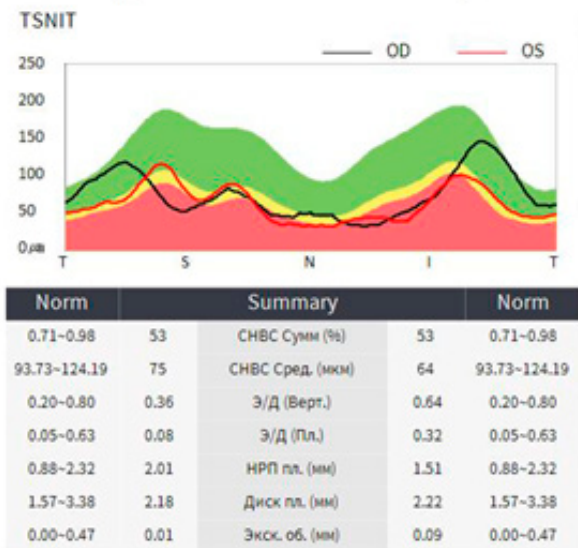 TSNIT
OD OS
250
200
150
100
50
0㎛
T S N I T
Norm Summary Norm
0.71~0.98 53 СНВС Сумм (%) 53 0.71~0.98
93.73~124.19 75 СНВС Сред. (мкм) 64 93.73~124.19
0.20~0.80 0.36 Э/Д (Верт.) 0.64 0.20~0.80
0.05~0.63 0.08 Э/Д (Пл.) 0.32 0.05~0.63
0.88~2.32 2.01 НРП пл. (мм) 1.51 0.88~2.32
1.57~3.38 2.18 Диск пл. (мм) 2.22 1.57~3.38
0.00~0.47 0.01 Экск. об. (мм) 0.09 0.00~0.47